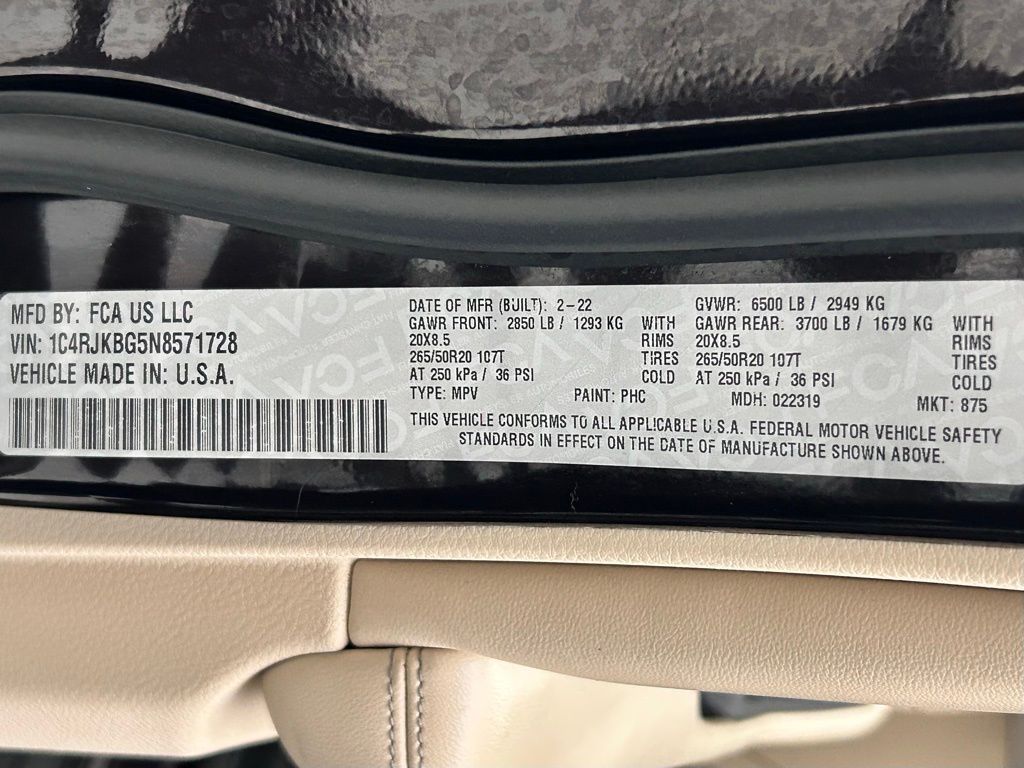 MFD BY: FCA US LLC
VIN: 1C4RJKBG5N8571728
VEHICLE MADE IN: U.S.A.
DATE OF MFR (BUILT): 2-22
GAWR FRONT: 2850 LB / 1293 KG WITH
20X8.5 RIMS
265/50R20 107T TIRES
AT 250 kPa / 36 PSI COLD
TYPE: MPV PAINT: PHC
GVWR: 6500 LB / 2949 KG
GAWR REAR: 3700 LB / 1679 KG WITH
20X8.5 RIMS
265/50R20 107T TIRES
AT 250 kPa / 36 PSI COLD
MDH: 022319 MKT: 875
THIS VEHICLE CONFORMS TO ALL APPLICABLE U.S.A. FEDERAL MOTOR VEHICLE SAFETY
STANDARDS IN EFFECT ON THE DATE OF MANUFACTURE SHOWN ABOVE.